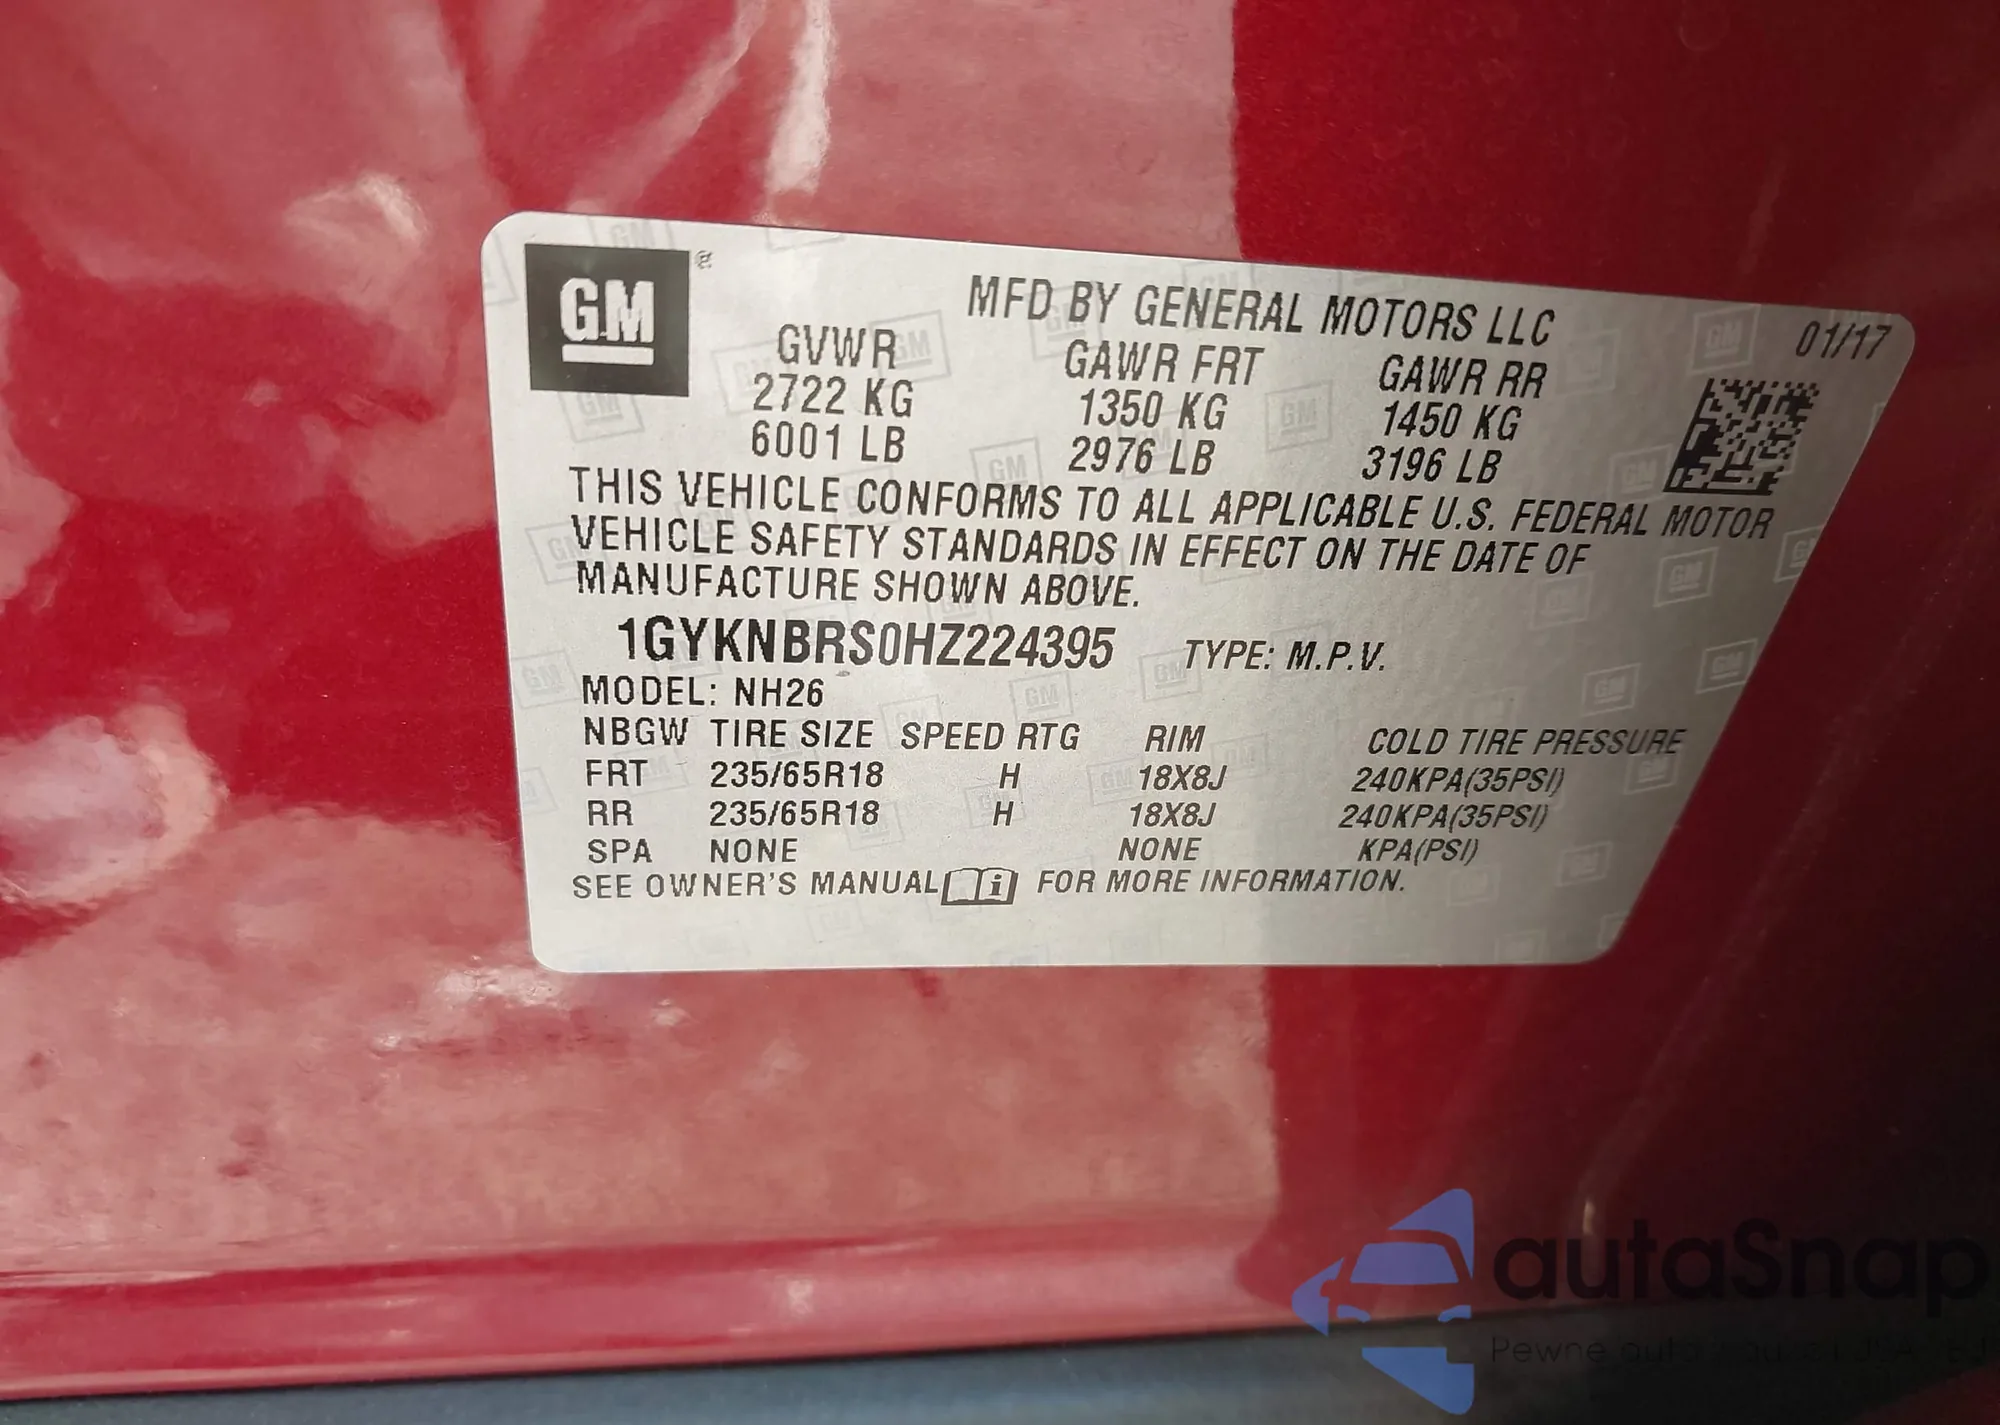 GM ®
MFD BY GENERAL MOTORS LLC 01/17
GVWR GAWR FRT GAWR RR
2722 KG 1350 KG 1450 KG
6001 LB 2976 LB 3196 LB
THIS VEHICLE CONFORMS TO ALL APPLICABLE U.S. FEDERAL MOTOR
VEHICLE SAFETY STANDARDS IN EFFECT ON THE DATE OF
MANUFACTURE SHOWN ABOVE.
1GYKNBRS0HZ224395 TYPE: M.P.V.
MODEL: NH26
NBGW TIRE SIZE SPEED RTG RIM COLD TIRE PRESSURE
FRT 235/65R18 H 18X8J 240KPA(35PSI)
RR 235/65R18 H 18X8J 240KPA(35PSI)
SPA NONE NONE KPA(PSI)
SEE OWNER'S MANUAL i FOR MORE INFORMATION.
autaSnap
Pewne auta